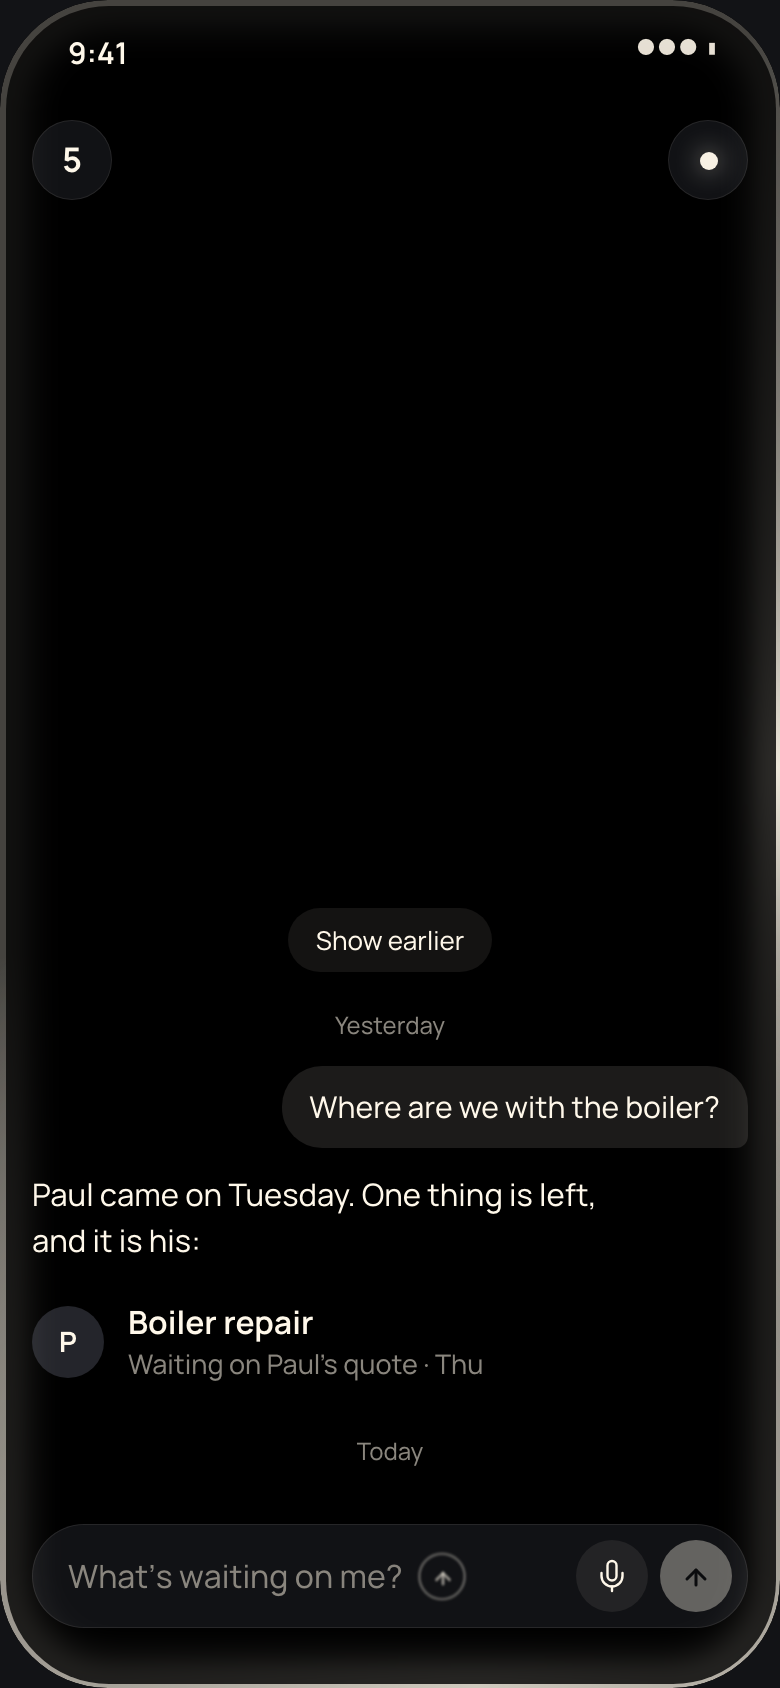 9:41
5
Show earlier
Yesterday
Where are we with the boiler?
Paul came on Tuesday. One thing is left,
and it is his:
P
Boiler repair
Waiting on Paul’s quote · Thu
Today
What’s waiting on me?